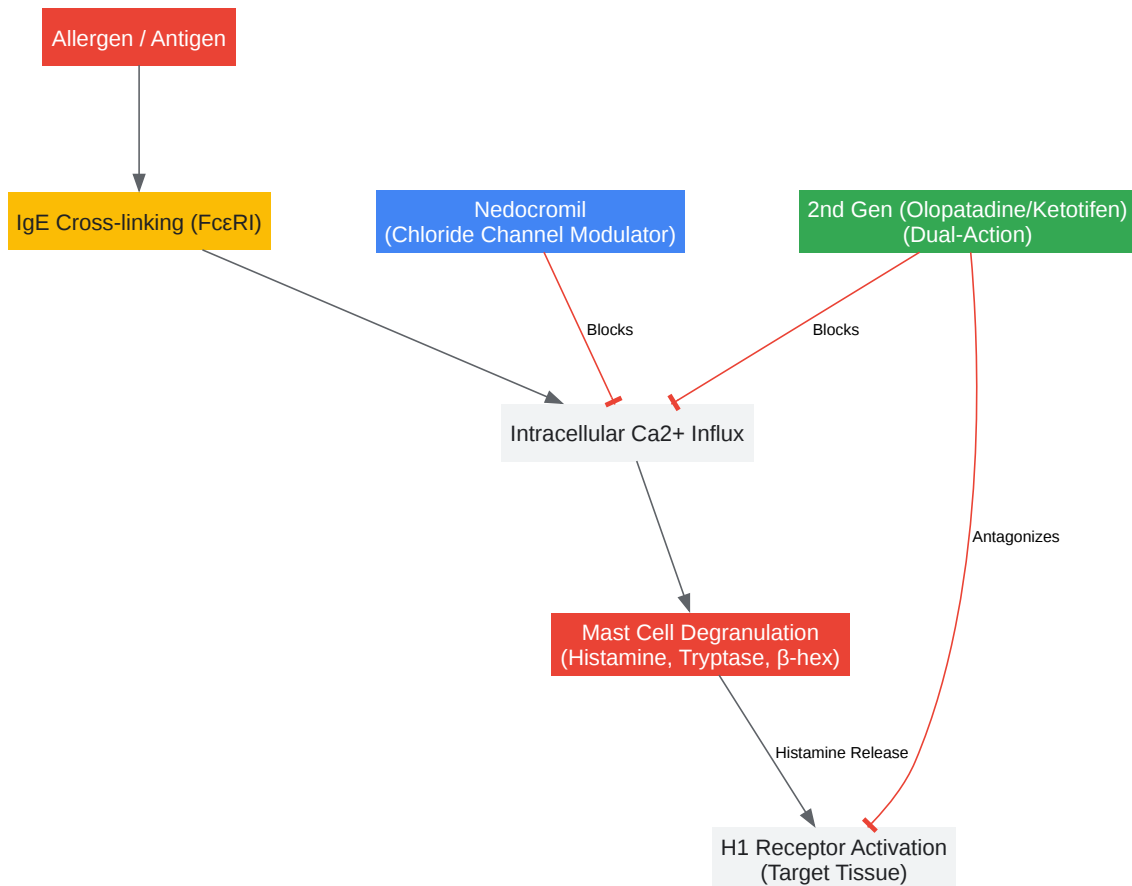 Allergen / Antigen
IgE Cross-linking (FcεRI)
Nedocromil
(Chloride Channel Modulator)
2nd Gen (Olopatadine/Ketotifen)
(Dual-Action)
Blocks
Blocks
Intracellular Ca2+ Influx
Antagonizes
Mast Cell Degranulation
(Histamine, Tryptase, β-hex)
Histamine Release
H1 Receptor Activation
(Target Tissue)